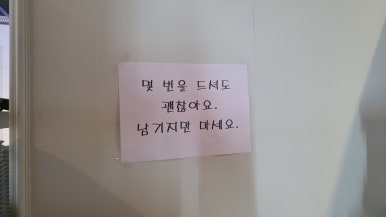 몇 번을 드셔도
괜찮아요.
남기지만 마세요.